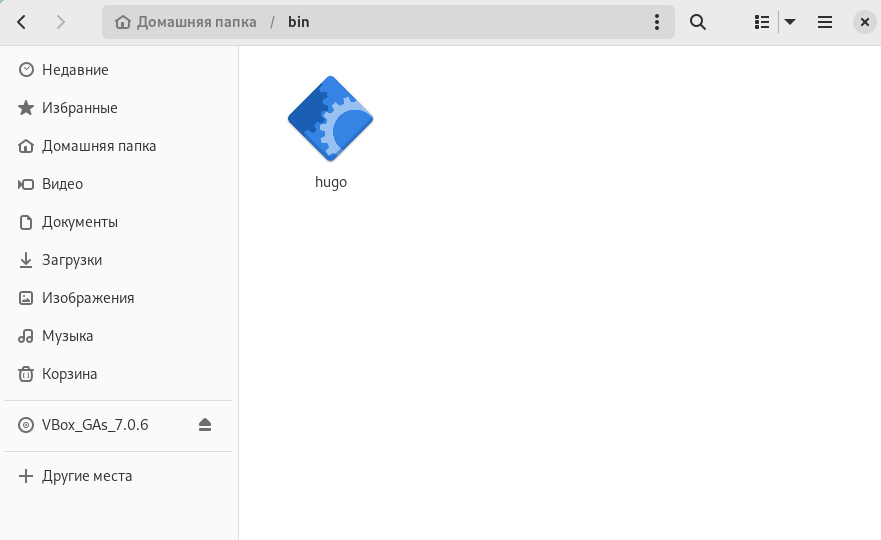 Домашняя папка / bin
Недавние
Избранные
Домашняя папка
Видео
Документы
Загрузки
Изображения
Музыка
Корзина
VBox_GAs_7.0.6
Другие места
hugo